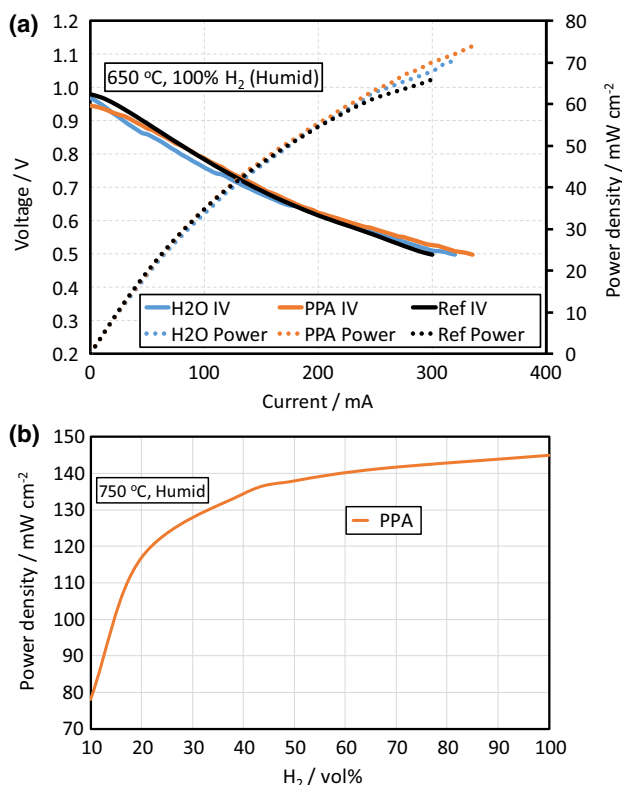 (a)
1.2
1.1
1.0
0.9
0.8
0.7
0.6
0.5
0.4
0.3
0.2
Voltage / V
80
70
60
50
40
30
20
10
0
Power density / mW cm⁻²
650 °C, 100% H₂ (Humid)
H2O IV PPA IV Ref IV
H2O Power PPA Power Ref Power
0 100 200 300 400
Current / mA
(b)
150
140
130
120
110
100
90
80
70
Power density / mW cm⁻²
750 °C, Humid
PPA
10 20 30 40 50 60 70 80 90 100
H₂ / vol%